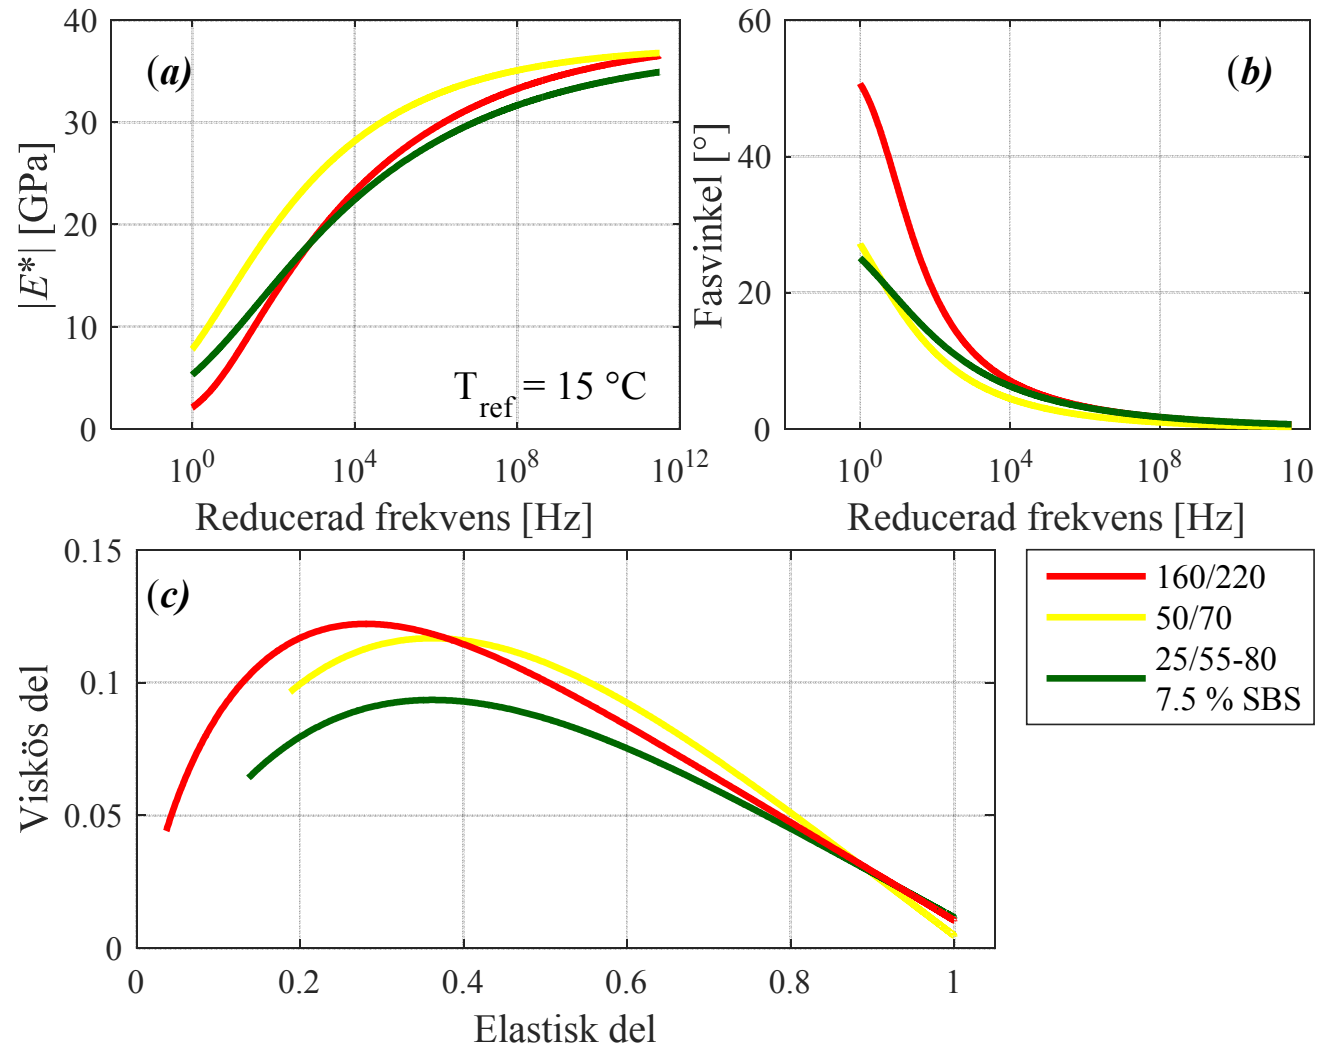 40
30
20
10
0
|E*| [GPa]
(a)
T_ref = 15 °C
10^0 10^4 10^8 10^12
Reducerad frekvens [Hz]
60
40
20
0
Fasvinkel [°]
(b)
10^0 10^4 10^8 10
Reducerad frekvens [Hz]
0.15
0.1
0.05
0
Viskös del
(c)
0 0.2 0.4 0.6 0.8 1
Elastisk del
160/220
50/70
25/55-80
7.5 % SBS